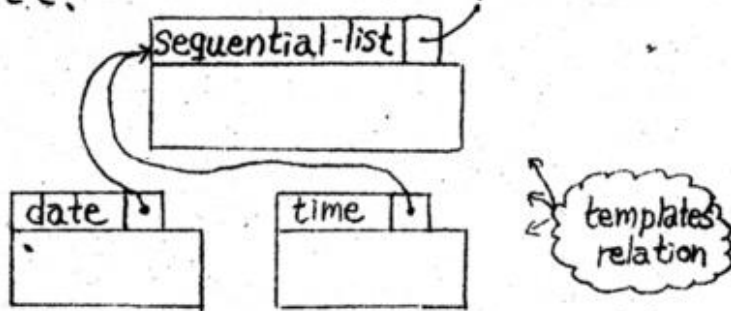 sequential-list
date
time
templates
relation